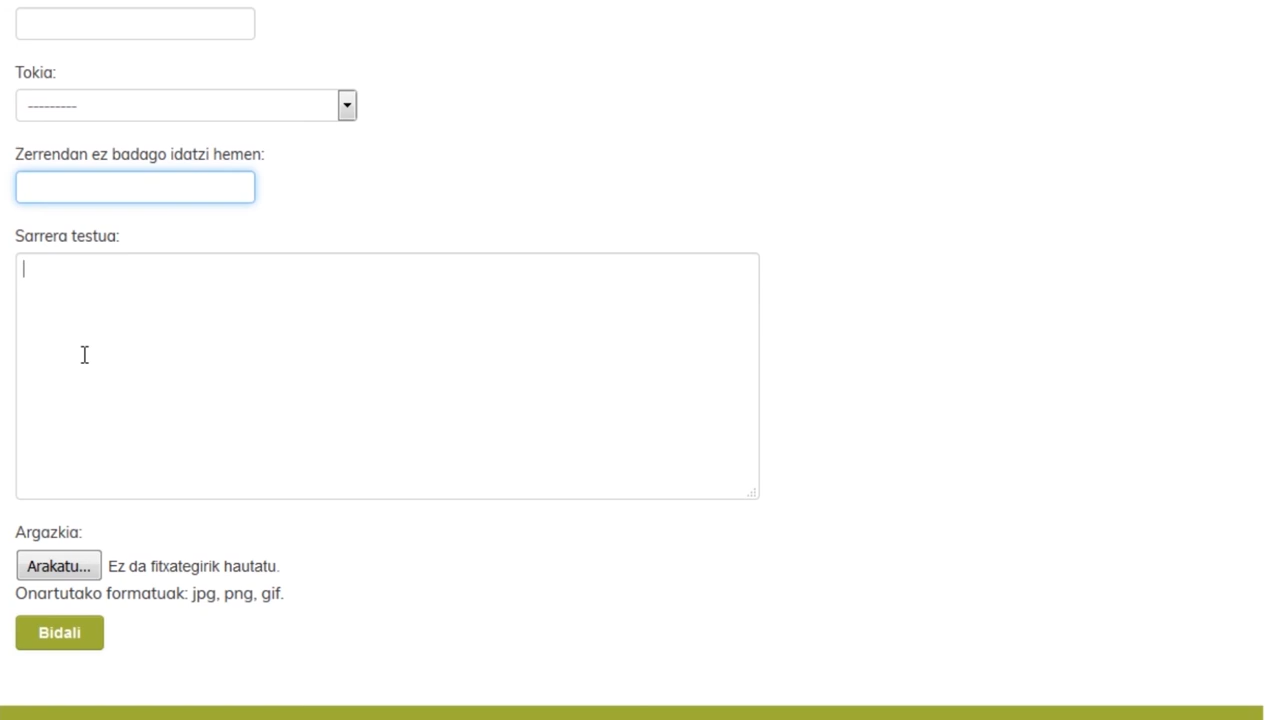 Tokia:
---------
Zerrendan ez badago idatzi hemen:
Sarrera testua:
Argazkia:
Arakatu... Ez da fitxategirik hautatu.
Onartutako formatuak: jpg, png, gif.
Bidali